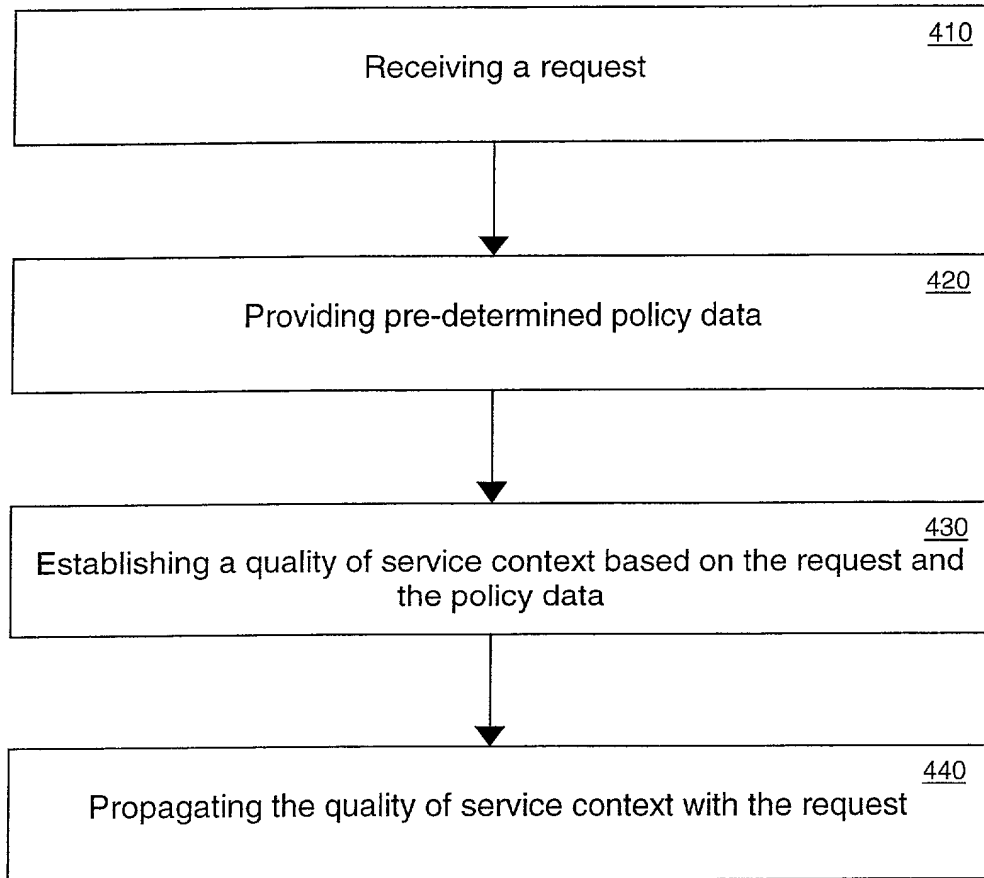 410
Receiving a request
420
Providing pre-determined policy data
430
Establishing a quality of service context based on the request and
the policy data
440
Propagating the quality of service context with the request